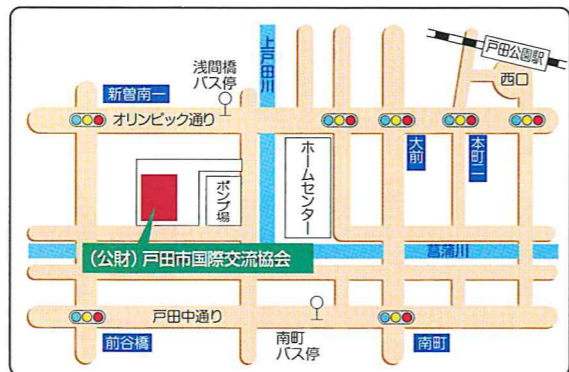 戸田公園駅
西口
浅間橋
バス停
上戸田川
新曽南一
オリンピック通り
大前
本町二
ポンプ場
ホームセンター
(公財)戸田市国際交流協会
菖蒲川
戸田中通り
前谷橋
南町
バス停
南町